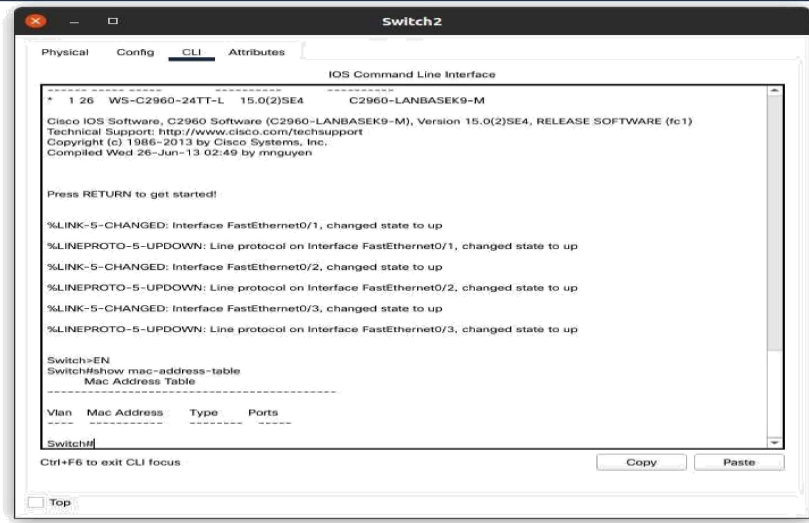 Switch2
Physical Config CLI Attributes
IOS Command Line Interface
------ ----- ----- ---------- ----------
* 1 26 WS-C2960-24TT-L 15.0(2)SE4 C2960-LANBASEK9-M
Cisco IOS Software, C2960 Software (C2960-LANBASEK9-M), Version 15.0(2)SE4, RELEASE SOFTWARE (fc1)
Technical Support: http://www.cisco.com/techsupport
Copyright (c) 1986-2013 by Cisco Systems, Inc.
Compiled Wed 26-Jun-13 02:49 by mnguyen
Press RETURN to get started!
%LINK-5-CHANGED: Interface FastEthernet0/1, changed state to up
%LINEPROTO-5-UPDOWN: Line protocol on Interface FastEthernet0/1, changed state to up
%LINK-5-CHANGED: Interface FastEthernet0/2, changed state to up
%LINEPROTO-5-UPDOWN: Line protocol on Interface FastEthernet0/2, changed state to up
%LINK-5-CHANGED: Interface FastEthernet0/3, changed state to up
%LINEPROTO-5-UPDOWN: Line protocol on Interface FastEthernet0/3, changed state to up
Switch>EN
Switch#show mac-address-table
Mac Address Table
-------------------------------------------
Vlan Mac Address Type Ports
---- ----------- -------- -----
Switch#
Ctrl+F6 to exit CLI focus
Copy Paste
Top